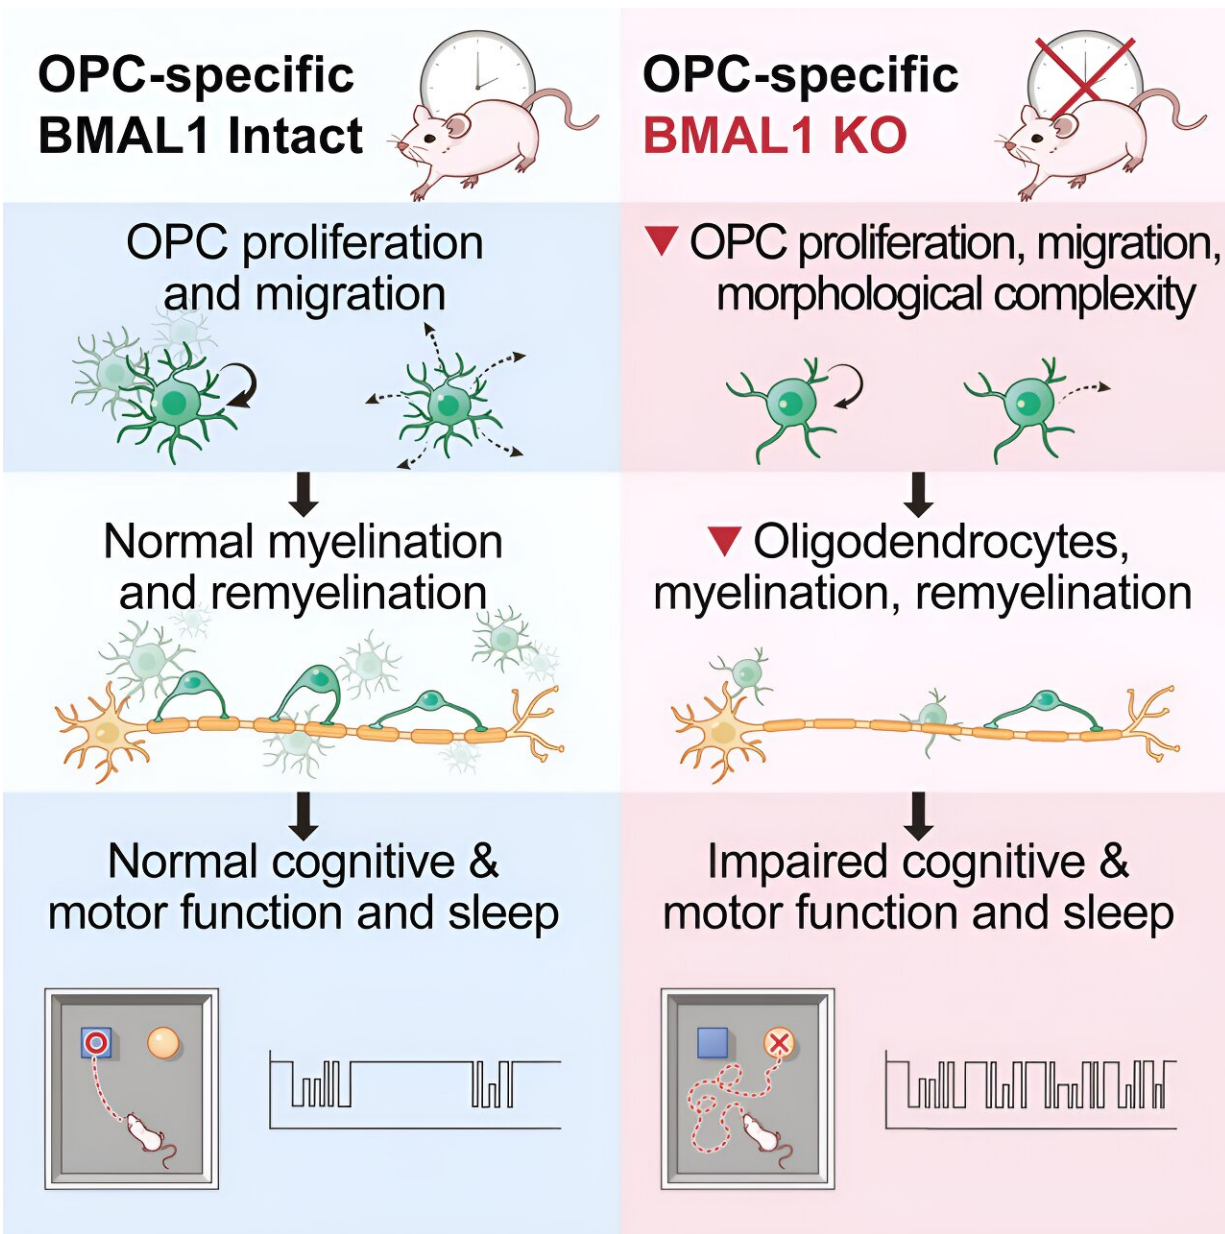 OPC-specific
BMAL1 Intact
OPC proliferation
and migration
Normal myelination
and remyelination
Normal cognitive &
motor function and sleep
OPC-specific
BMAL1 KO
▼ OPC proliferation, migration,
morphological complexity
▼ Oligodendrocytes,
myelination, remyelination
Impaired cognitive &
motor function and sleep